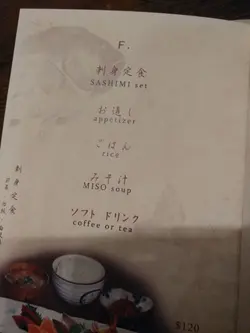 F.
刺身定食
SASHIMI set
お通し
appetizer
ごはん
rice
みそ汁
MISO soup
ソフト ドリンク
coffee or tea
刺身定食
$120